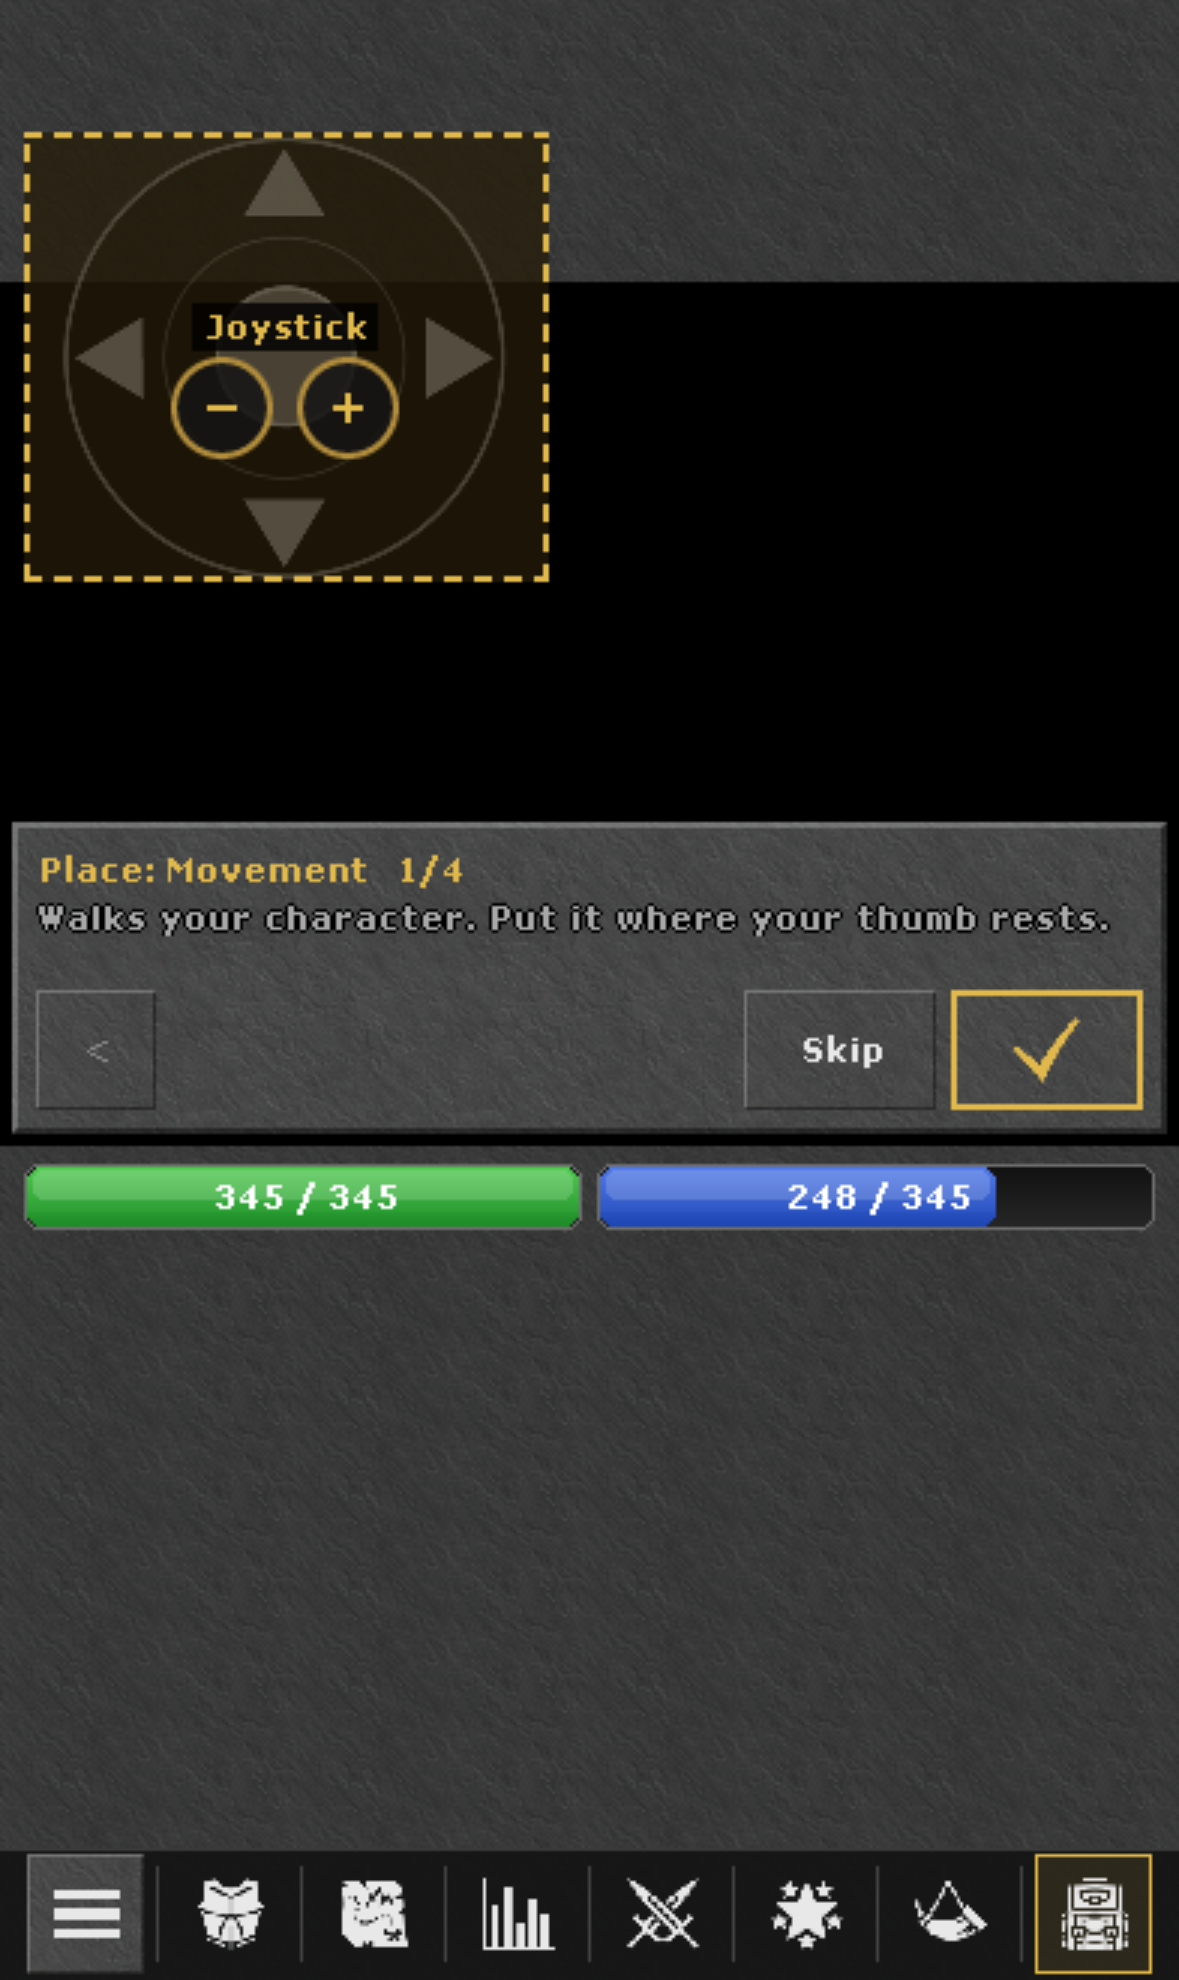 Joystick
− +
Place: Movement 1/4
Walks your character. Put it where your thumb rests.
< Skip
345 / 345 248 / 345